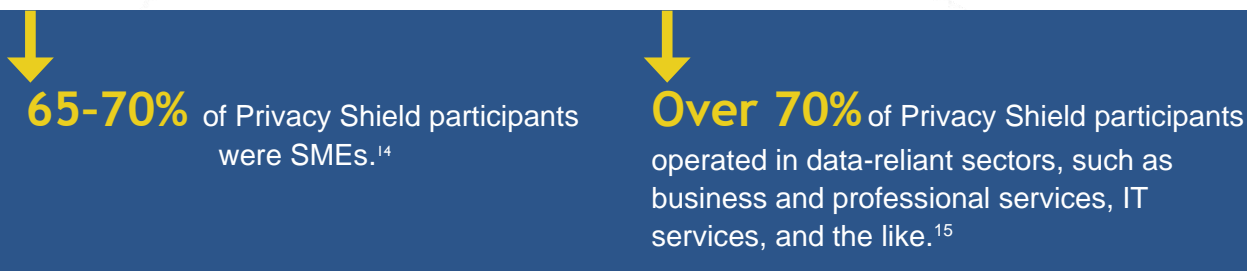 65-70% of Privacy Shield participants
were SMEs.14
Over 70% of Privacy Shield participants
operated in data-reliant sectors, such as
business and professional services, IT
services, and the like.15